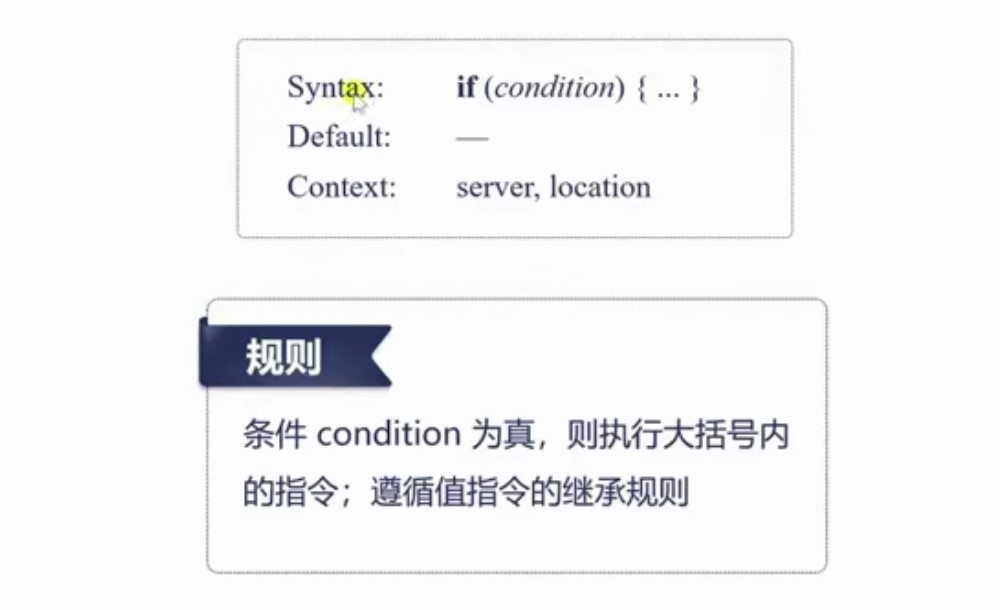 Syntax: if (condition) { ... }
Default: —
Context: server, location
规则
条件 condition 为真，则执行大括号内
的指令；遵循值指令的继承规则